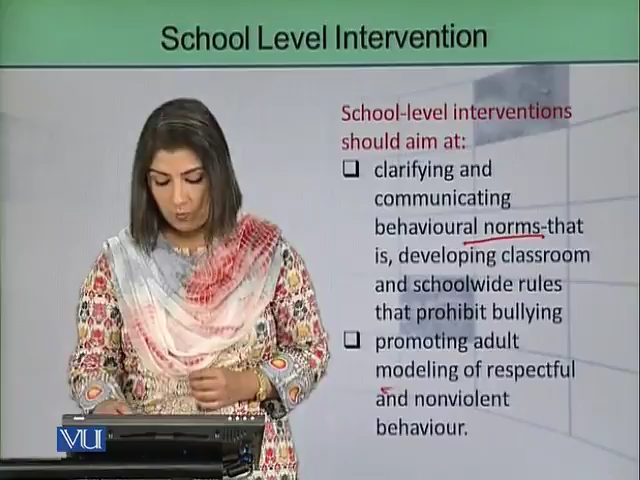 School Level Intervention
School-level interventions
should aim at:
clarifying and
communicating
behavioural norms-that
is, developing classroom
and schoolwide rules
that prohibit bullying
promoting adult
modeling of respectful
and nonviolent
behaviour.
VU